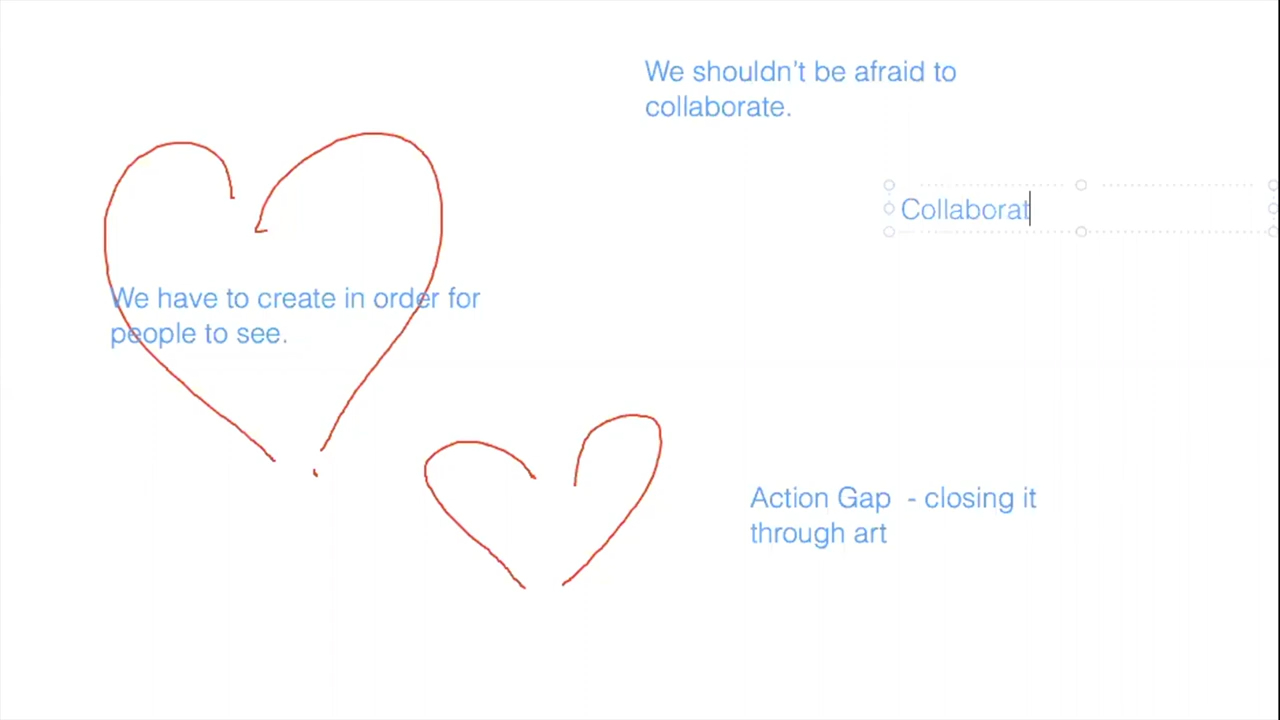 We shouldn't be afraid to
collaborate.
Collaborat
We have to create in order for
people to see.
Action Gap  - closing it
through art